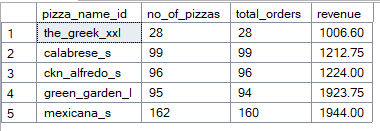 pizza_name_id no_of_pizzas total_orders revenue
1 the_greek_xxl 28 28 1006.60
2 calabrese_s 99 99 1212.75
3 ckn_alfredo_s 96 96 1224.00
4 green_garden_l 95 94 1923.75
5 mexicana_s 162 160 1944.00